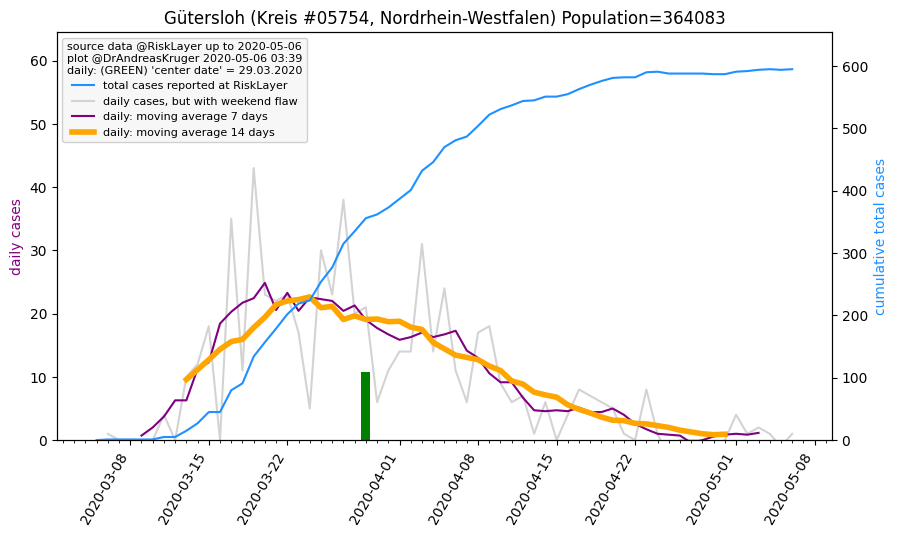 Gütersloh (Kreis #05754, Nordrhein-Westfalen) Population=364083
source data @RiskLayer up to 2020-05-06
plot @DrAndreasKruger 2020-05-06 03:39
daily: (GREEN) 'center date' = 29.03.2020
total cases reported at RiskLayer
daily cases, but with weekend flaw
daily: moving average 7 days
daily: moving average 14 days
daily cases
60
50
40
30
20
10
0
600
500
400
300
200
100
0
cumulative total cases
2020-03-08
2020-03-15
2020-03-22
2020-04-01
2020-04-08
2020-04-15
2020-04-22
2020-05-01
2020-05-08